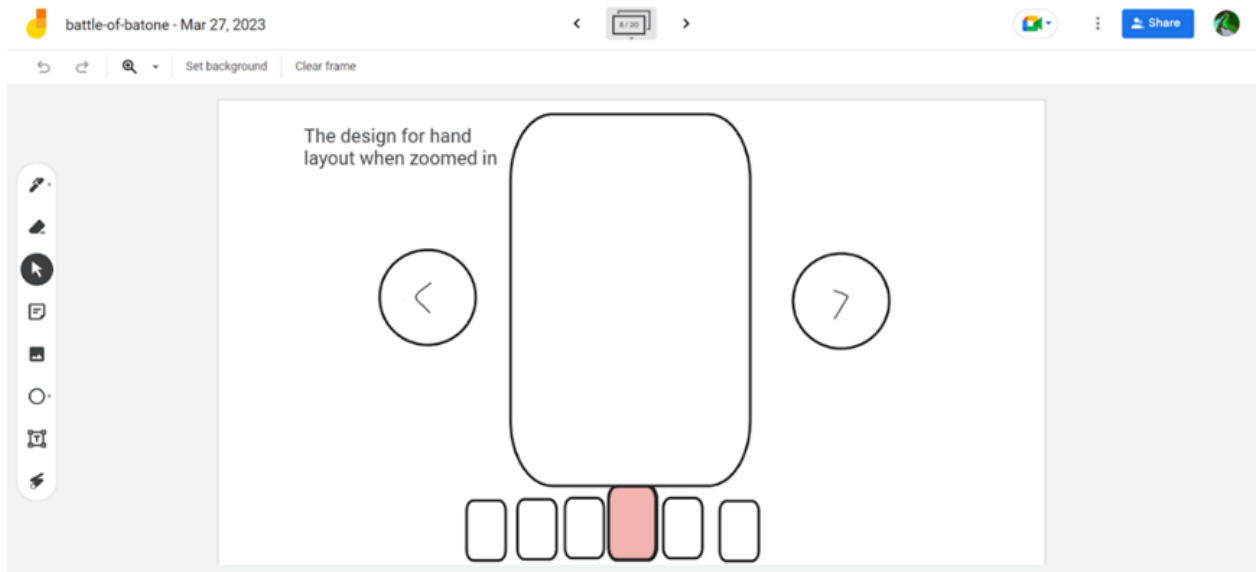 battle-of-batone - Mar 27, 2023
8 / 20
Share
Set background
Clear frame
The design for hand
layout when zoomed in
<
>
T